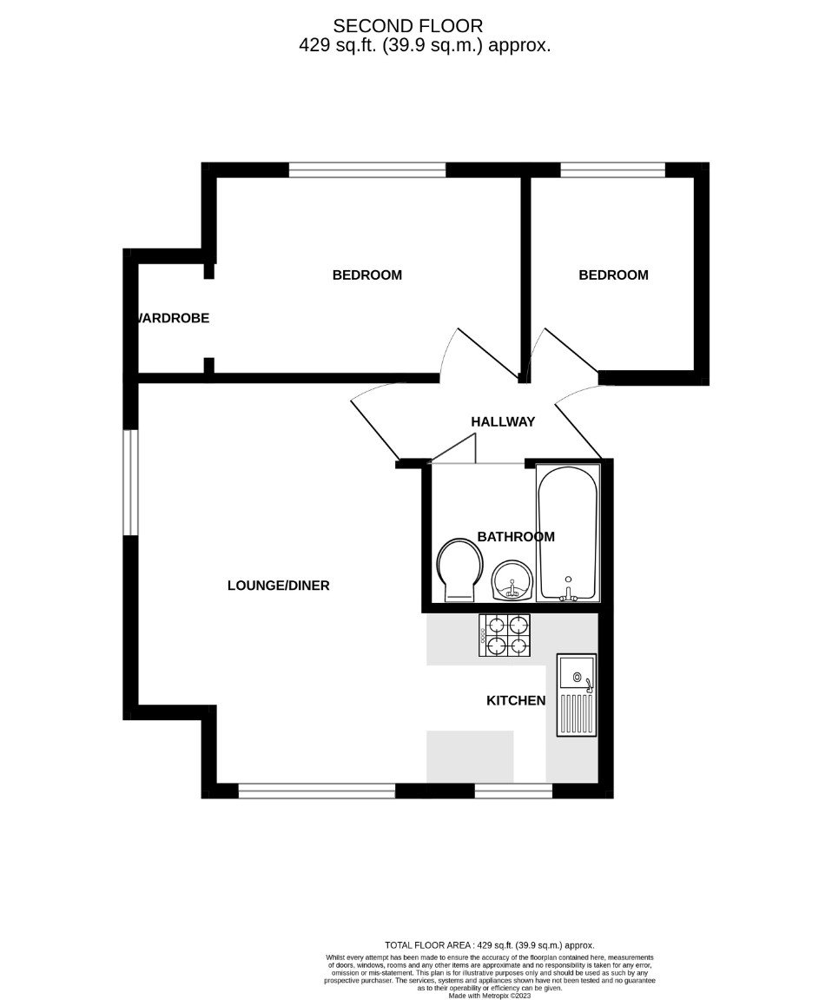 SECOND FLOOR
429 sq.ft. (39.9 sq.m.) approx.
BEDROOM
BEDROOM
WARDROBE
HALLWAY
BATHROOM
LOUNGE/DINER
KITCHEN
TOTAL FLOOR AREA : 429 sq.ft. (39.9 sq.m.) approx.
Whilst every attempt has been made to ensure the accuracy of the floorplan contained here, measurements
of doors, windows, rooms and any other items are approximate and no responsibility is taken for any error,
omission or mis-statement. This plan is for illustrative purposes only and should be used as such by any
prospective purchaser. The services, systems and appliances shown have not been tested and no guarantee
as to their operability or efficiency can be given.
Made with Metropix ©2023